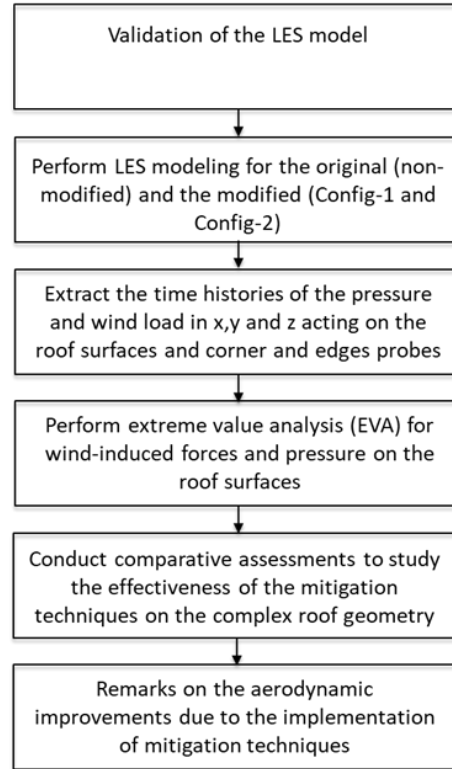 Validation of the LES model
Perform LES modeling for the original (non-
modified) and the modified (Config-1 and
Config-2)
Extract the time histories of the pressure
and wind load in x,y and z acting on the
roof surfaces and corner and edges probes
Perform extreme value analysis (EVA) for
wind-induced forces and pressure on the
roof surfaces
Conduct comparative assessments to study
the effectiveness of the mitigation
techniques on the complex roof geometry
Remarks on the aerodynamic
improvements due to the implementation
of mitigation techniques